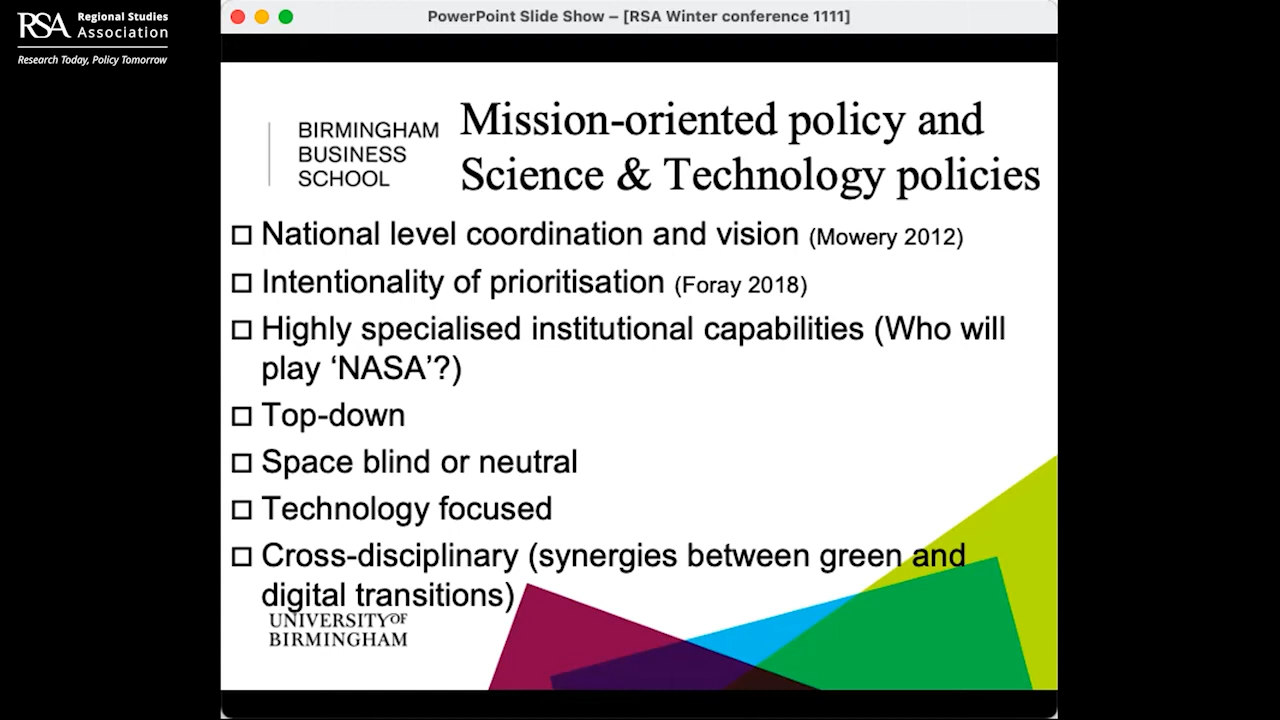 RSA Regional Studies Association
Research Today, Policy Tomorrow
PowerPoint Slide Show – [RSA Winter conference 1111]
BIRMINGHAM
BUSINESS
SCHOOL
Mission-oriented policy and
Science & Technology policies
National level coordination and vision (Mowery 2012)
Intentionality of prioritisation (Foray 2018)
Highly specialised institutional capabilities (Who will
play ‘NASA’?)
Top-down
Space blind or neutral
Technology focused
Cross-disciplinary (synergies between green and
digital transitions)
UNIVERSITY OF
BIRMINGHAM